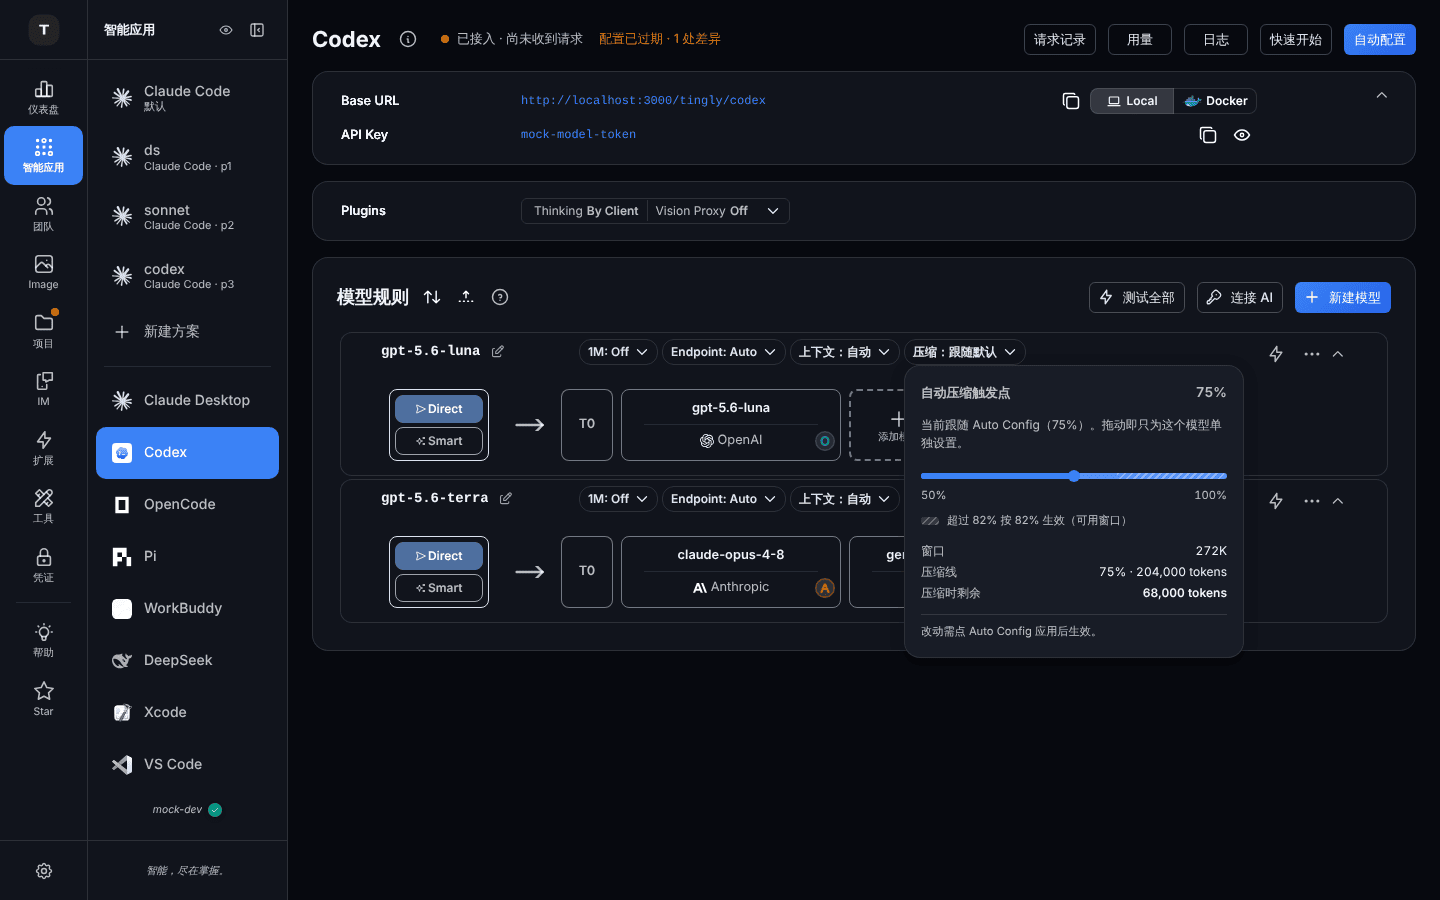 T
仪表盘
智能应用
团队
Image
项目
IM
扩展
工具
凭证
帮助
Star
智能应用
Claude Code
默认
ds
Claude Code · p1
sonnet
Claude Code · p2
codex
Claude Code · p3
新建方案
Claude Desktop
Codex
OpenCode
Pi
WorkBuddy
DeepSeek
Xcode
VS Code
mock-dev
智能，尽在掌握。
Codex
已接入 · 尚未收到请求
配置已过期 · 1 处差异
请求记录
用量
日志
快速开始
自动配置
Base URL
http://localhost:3000/tingly/codex
Local
Docker
API Key
mock-model-token
Plugins
Thinking By Client
Vision Proxy Off
模型规则
测试全部
连接 AI
新建模型
gpt-5.6-luna
1M: Off
Endpoint: Auto
上下文：自动
压缩：跟随默认
Direct
Smart
T0
gpt-5.6-luna
OpenAI
O
gpt-5.6-terra
1M: Off
Endpoint: Auto
上下文：自动
Direct
Smart
T0
claude-opus-4-8
Anthropic
A
自动压缩触发点
75%
当前跟随 Auto Config（75%）。拖动即只为这个模型单
独设置。
50%
100%
超过 82% 按 82% 生效（可用窗口）
窗口
272K
压缩线
75% · 204,000 tokens
压缩时剩余
68,000 tokens
改动需点 Auto Config 应用后生效。